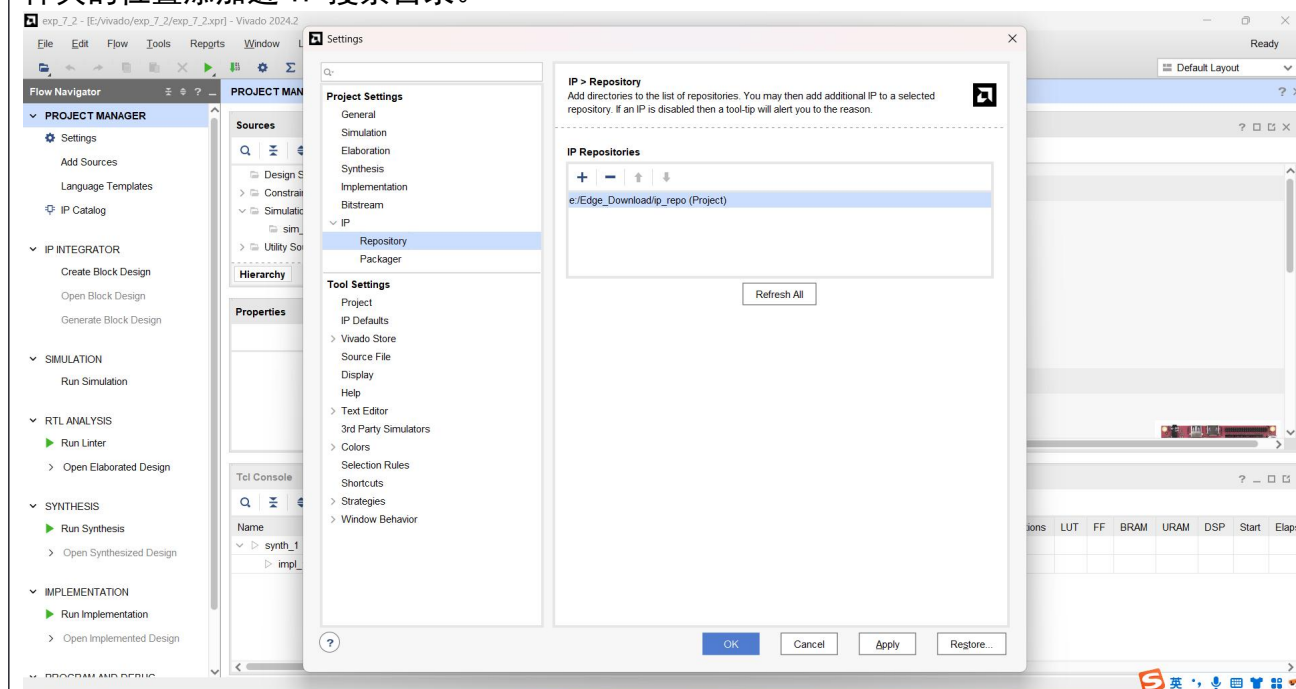 exp_7_2 - [E:/vivado/exp_7_2/exp_7_2.xpr] - Vivado 2024.2
File Edit Flow Tools Reports Window
Ready
Default Layout
Flow Navigator
PROJECT MANAGER
Settings
Add Sources
Language Templates
IP Catalog
IP INTEGRATOR
Create Block Design
Open Block Design
Generate Block Design
SIMULATION
Run Simulation
RTL ANALYSIS
Run Linter
Open Elaborated Design
SYNTHESIS
Run Synthesis
Open Synthesized Design
IMPLEMENTATION
Run Implementation
Open Implemented Design
PROJECT MAN
Sources
Design S
Constrai
Simulatio
sim_
Utility So
Hierarchy
Properties
Tcl Console
Name
synth_1
impl_
Settings
Q-
Project Settings
General
Simulation
Elaboration
Synthesis
Implementation
Bitstream
IP
Repository
Packager
Tool Settings
Project
IP Defaults
Vivado Store
Source File
Display
Help
Text Editor
3rd Party Simulators
Colors
Selection Rules
Shortcuts
Strategies
Window Behavior
IP > Repository
Add directories to the list of repositories. You may then add additional IP to a selected
repository. If an IP is disabled then a tool-tip will alert you to the reason.
IP Repositories
e:/Edge_Download/ip_repo (Project)
Refresh All
OK Cancel Apply Restore...
tions LUT FF BRAM URAM DSP Start Elaps
英